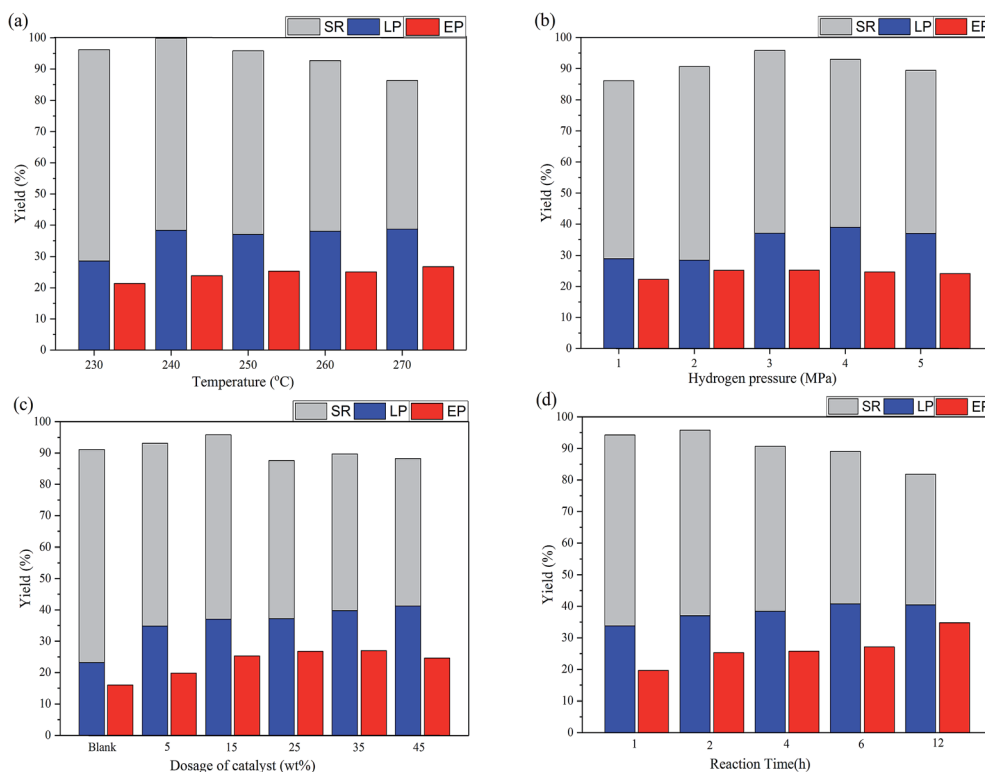 (a)
SR LP EP
Yield (%)
100
90
80
70
60
50
40
30
20
10
0
230 240 250 260 270
Temperature (°C)
(b)
SR LP EP
Yield (%)
100
90
80
70
60
50
40
30
20
10
0
1 2 3 4 5
Hydrogen pressure (MPa)
(c)
SR LP EP
Yield (%)
100
90
80
70
60
50
40
30
20
10
0
Blank 5 15 25 35 45
Dosage of catalyst (wt%)
(d)
SR LP EP
Yield (%)
100
90
80
70
60
50
40
30
20
10
0
1 2 4 6 12
Reaction Time(h)